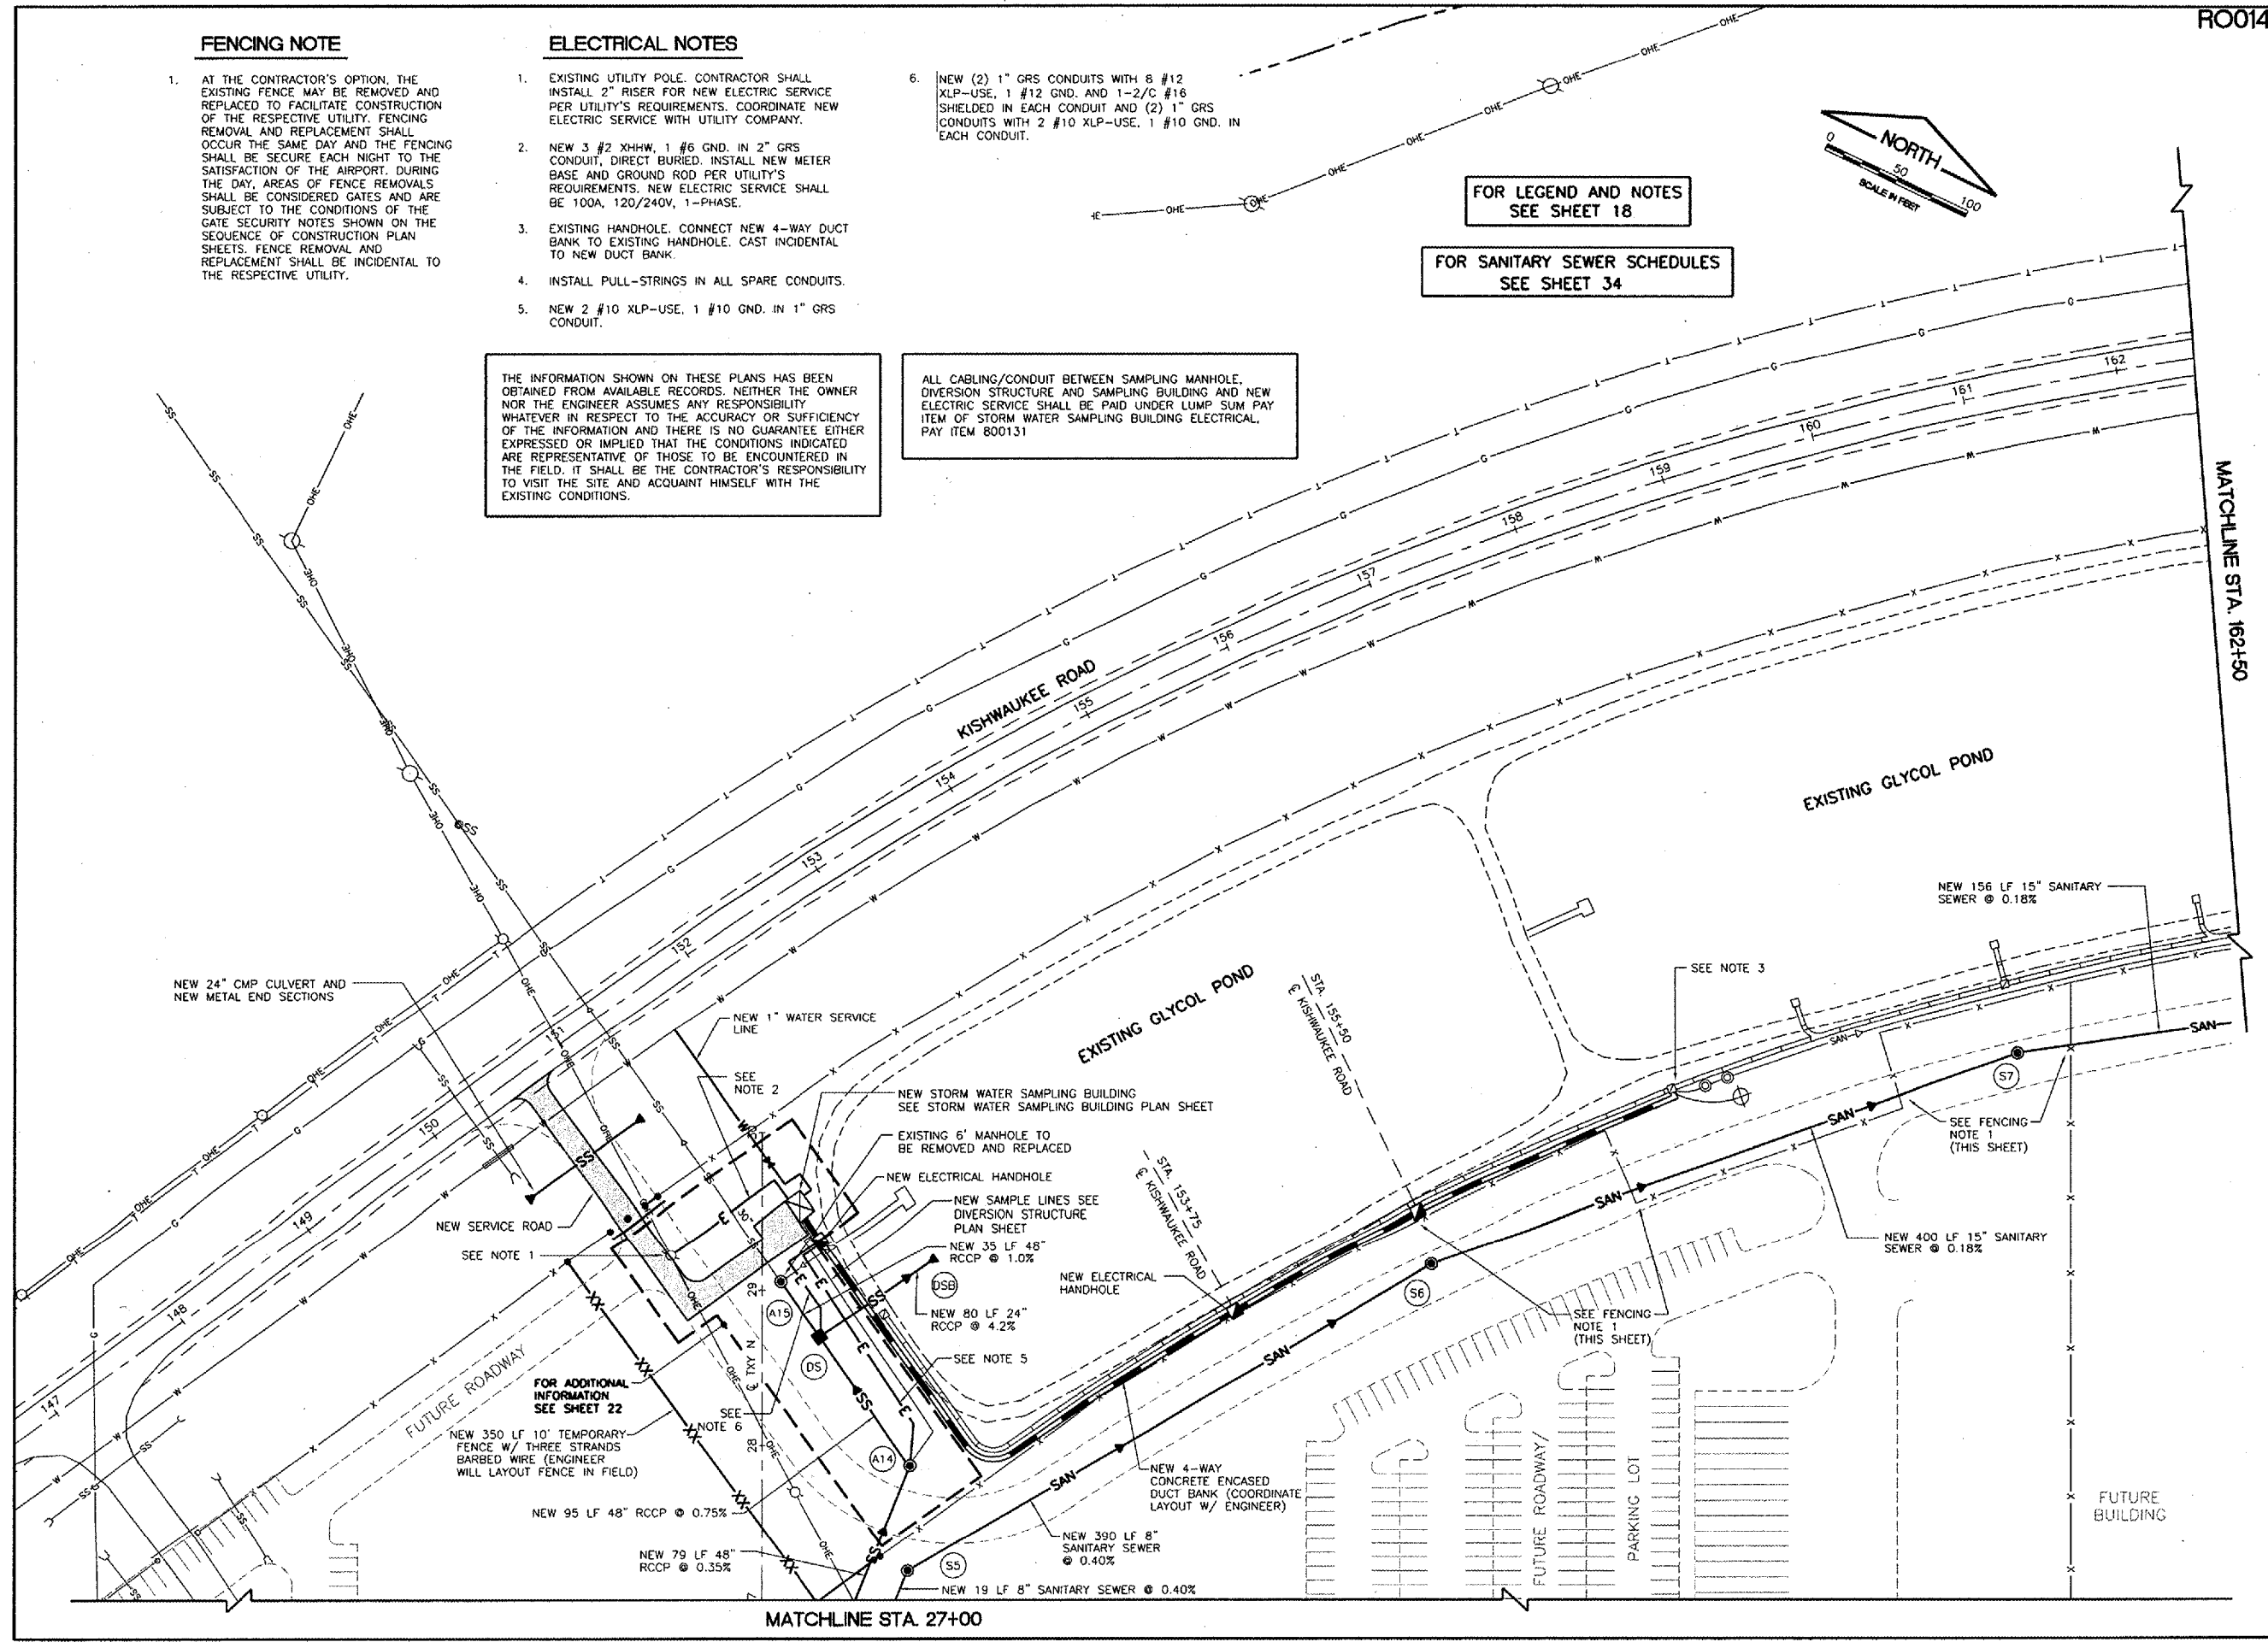 RO014
FENCING NOTE
1. AT THE CONTRACTOR'S OPTION, THE
EXISTING FENCE MAY BE REMOVED AND
REPLACED TO FACILITATE CONSTRUCTION
OF THE RESPECTIVE UTILITY. FENCING
REMOVAL AND REPLACEMENT SHALL
OCCUR THE SAME DAY AND THE FENCING
SHALL BE SECURE EACH NIGHT TO THE
SATISFACTION OF THE AIRPORT. DURING
THE DAY, AREAS OF FENCE REMOVALS
SHALL BE CONSIDERED GATES AND ARE
SUBJECT TO THE CONDITIONS OF THE
GATE SECURITY NOTES SHOWN ON THE
SEQUENCE OF CONSTRUCTION PLAN
SHEETS. FENCE REMOVAL AND
REPLACEMENT SHALL BE INCIDENTAL TO
THE RESPECTIVE UTILITY.
ELECTRICAL NOTES
1. EXISTING UTILITY POLE. CONTRACTOR SHALL
INSTALL 2" RISER FOR NEW ELECTRIC SERVICE
PER UTILITY'S REQUIREMENTS. COORDINATE NEW
ELECTRIC SERVICE WITH UTILITY COMPANY.
2. NEW 3 #2 XHHW, 1 #6 GND. IN 2" GRS
CONDUIT, DIRECT BURIED. INSTALL NEW METER
BASE AND GROUND ROD PER UTILITY'S
REQUIREMENTS. NEW ELECTRIC SERVICE SHALL
BE 100A, 120/240V, 1-PHASE.
3. EXISTING HANDHOLE. CONNECT NEW 4-WAY DUCT
BANK TO EXISTING HANDHOLE. CAST INCIDENTAL
TO NEW DUCT BANK.
4. INSTALL PULL-STRINGS IN ALL SPARE CONDUITS.
5. NEW 2 #10 XLP-USE, 1 #10 GND. IN 1" GRS
CONDUIT.
6. NEW (2) 1" GRS CONDUITS WITH 8 #12
XLP-USE, 1 #12 GND. AND 1-2/C #16
SHIELDED IN EACH CONDUIT AND (2) 1" GRS
CONDUITS WITH 2 #10 XLP-USE, 1 #10 GND. IN
EACH CONDUIT.
THE INFORMATION SHOWN ON THESE PLANS HAS BEEN
OBTAINED FROM AVAILABLE RECORDS. NEITHER THE OWNER
NOR THE ENGINEER ASSUMES ANY RESPONSIBILITY
WHATEVER IN RESPECT TO THE ACCURACY OR SUFFICIENCY
OF THE INFORMATION AND THERE IS NO GUARANTEE EITHER
EXPRESSED OR IMPLIED THAT THE CONDITIONS INDICATED
ARE REPRESENTATIVE OF THOSE TO BE ENCOUNTERED IN
THE FIELD. IT SHALL BE THE CONTRACTOR'S RESPONSIBILITY
TO VISIT THE SITE AND ACQUAINT HIMSELF WITH THE
EXISTING CONDITIONS.
ALL CABLING/CONDUIT BETWEEN SAMPLING MANHOLE,
DIVERSION STRUCTURE AND SAMPLING BUILDING AND NEW
ELECTRIC SERVICE SHALL BE PAID UNDER LUMP SUM PAY
ITEM OF STORM WATER SAMPLING BUILDING ELECTRICAL,
PAY ITEM 800131
FOR LEGEND AND NOTES
SEE SHEET 18
FOR SANITARY SEWER SCHEDULES
SEE SHEET 34
NORTH
0 50 100
SCALE IN FEET
MATCHLINE STA. 162+50
KISHWAUKEE ROAD
147
148
149
150
151
152
153
154
155
156
157
158
159
160
161
162
EXISTING GLYCOL POND
EXISTING GLYCOL POND
NEW 156 LF 15" SANITARY
SEWER @ 0.18%
SEE NOTE 3
STA. 155+50
℄ KISHWAUKEE ROAD
STA. 153+75
℄ KISHWAUKEE ROAD
NEW 24" CMP CULVERT AND
NEW METAL END SECTIONS
NEW 1" WATER SERVICE
LINE
SEE
NOTE 2
NEW STORM WATER SAMPLING BUILDING
SEE STORM WATER SAMPLING BUILDING PLAN SHEET
EXISTING 6' MANHOLE TO
BE REMOVED AND REPLACED
NEW ELECTRICAL HANDHOLE
NEW SAMPLE LINES SEE
DIVERSION STRUCTURE
PLAN SHEET
NEW 35 LF 48"
RCCP @ 1.0%
DSB
NEW 80 LF 24"
RCCP @ 4.2%
NEW SERVICE ROAD
SEE NOTE 1
30'
A15
DS
29
℄ TXY N
28
SEE NOTE 5
A14
FUTURE ROADWAY
FOR ADDITIONAL
INFORMATION
SEE SHEET 22
SEE
NOTE 6
NEW 350 LF 10' TEMPORARY
FENCE W/ THREE STRANDS
BARBED WIRE (ENGINEER
WILL LAYOUT FENCE IN FIELD)
NEW 95 LF 48" RCCP @ 0.75%
NEW 79 LF 48"
RCCP @ 0.35%
S5
NEW 19 LF 8" SANITARY SEWER @ 0.40%
NEW 390 LF 8"
SANITARY SEWER
@ 0.40%
NEW 4-WAY
CONCRETE ENCASED
DUCT BANK (COORDINATE
LAYOUT W/ ENGINEER)
NEW ELECTRICAL
HANDHOLE
S6
SEE FENCING
NOTE 1
(THIS SHEET)
S7
SEE FENCING
NOTE 1
(THIS SHEET)
NEW 400 LF 15" SANITARY
SEWER @ 0.18%
FUTURE ROADWAY/
PARKING LOT
FUTURE
BUILDING
MATCHLINE STA. 27+00